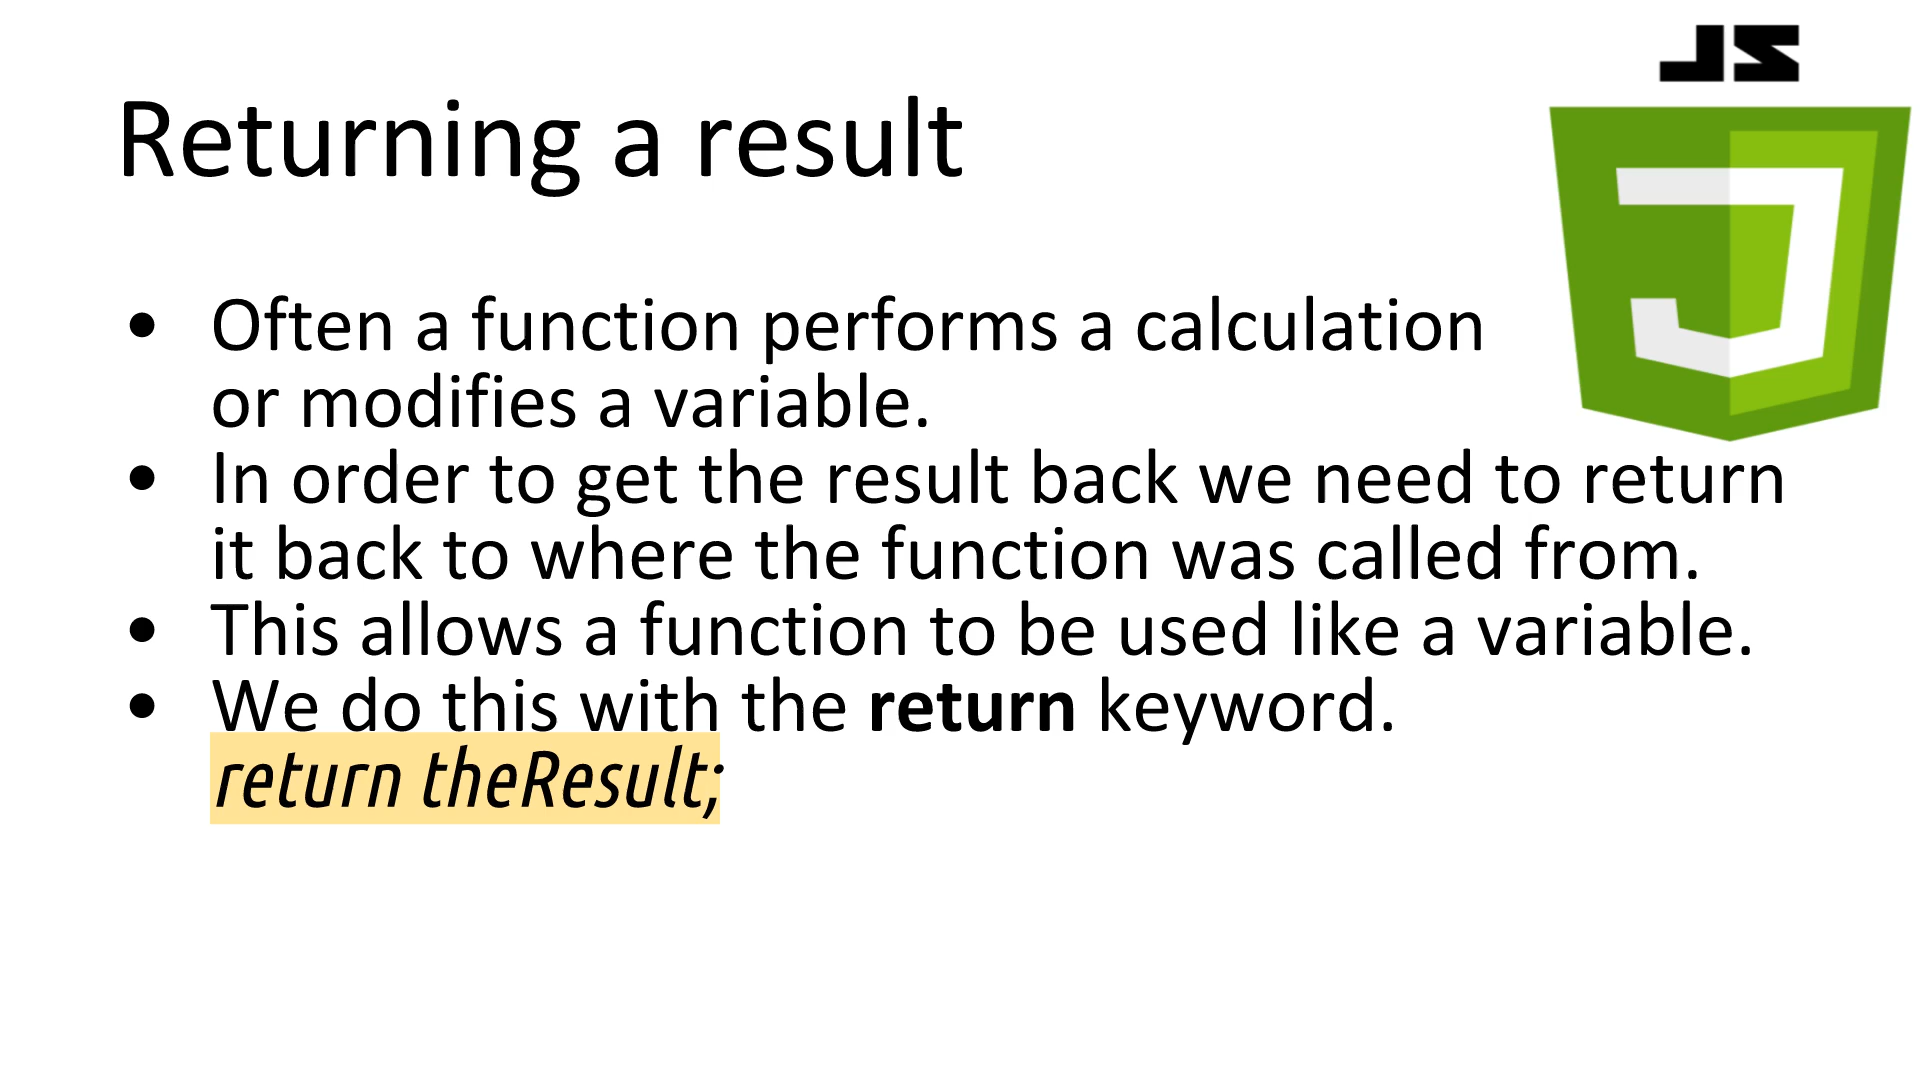 JS
Returning a result
• Often a function performs a calculation
or modifies a variable.
• In order to get the result back we need to return
it back to where the function was called from.
• This allows a function to be used like a variable.
• We do this with the return keyword.
return theResult;